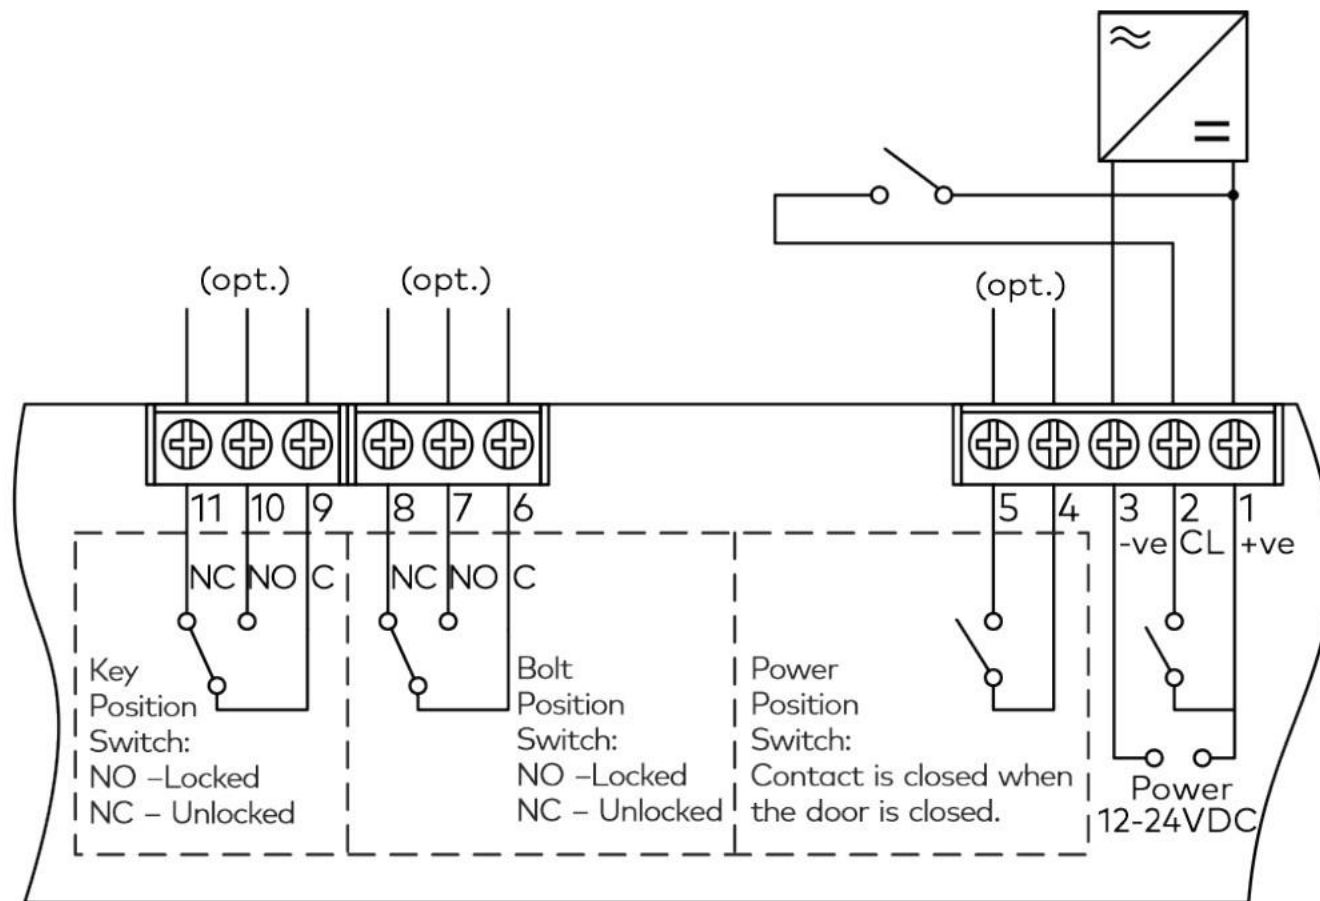 (opt.)
(opt.)
(opt.)
11 10 9
8 7 6
5 4 3 2 1
-ve CL +ve
NC NO C
NC NO C
Key
Position
Switch:
NO –Locked
NC – Unlocked
Bolt
Position
Switch:
NO –Locked
NC – Unlocked
Power
Position
Switch:
Contact is closed when
the door is closed.
Power
12-24VDC